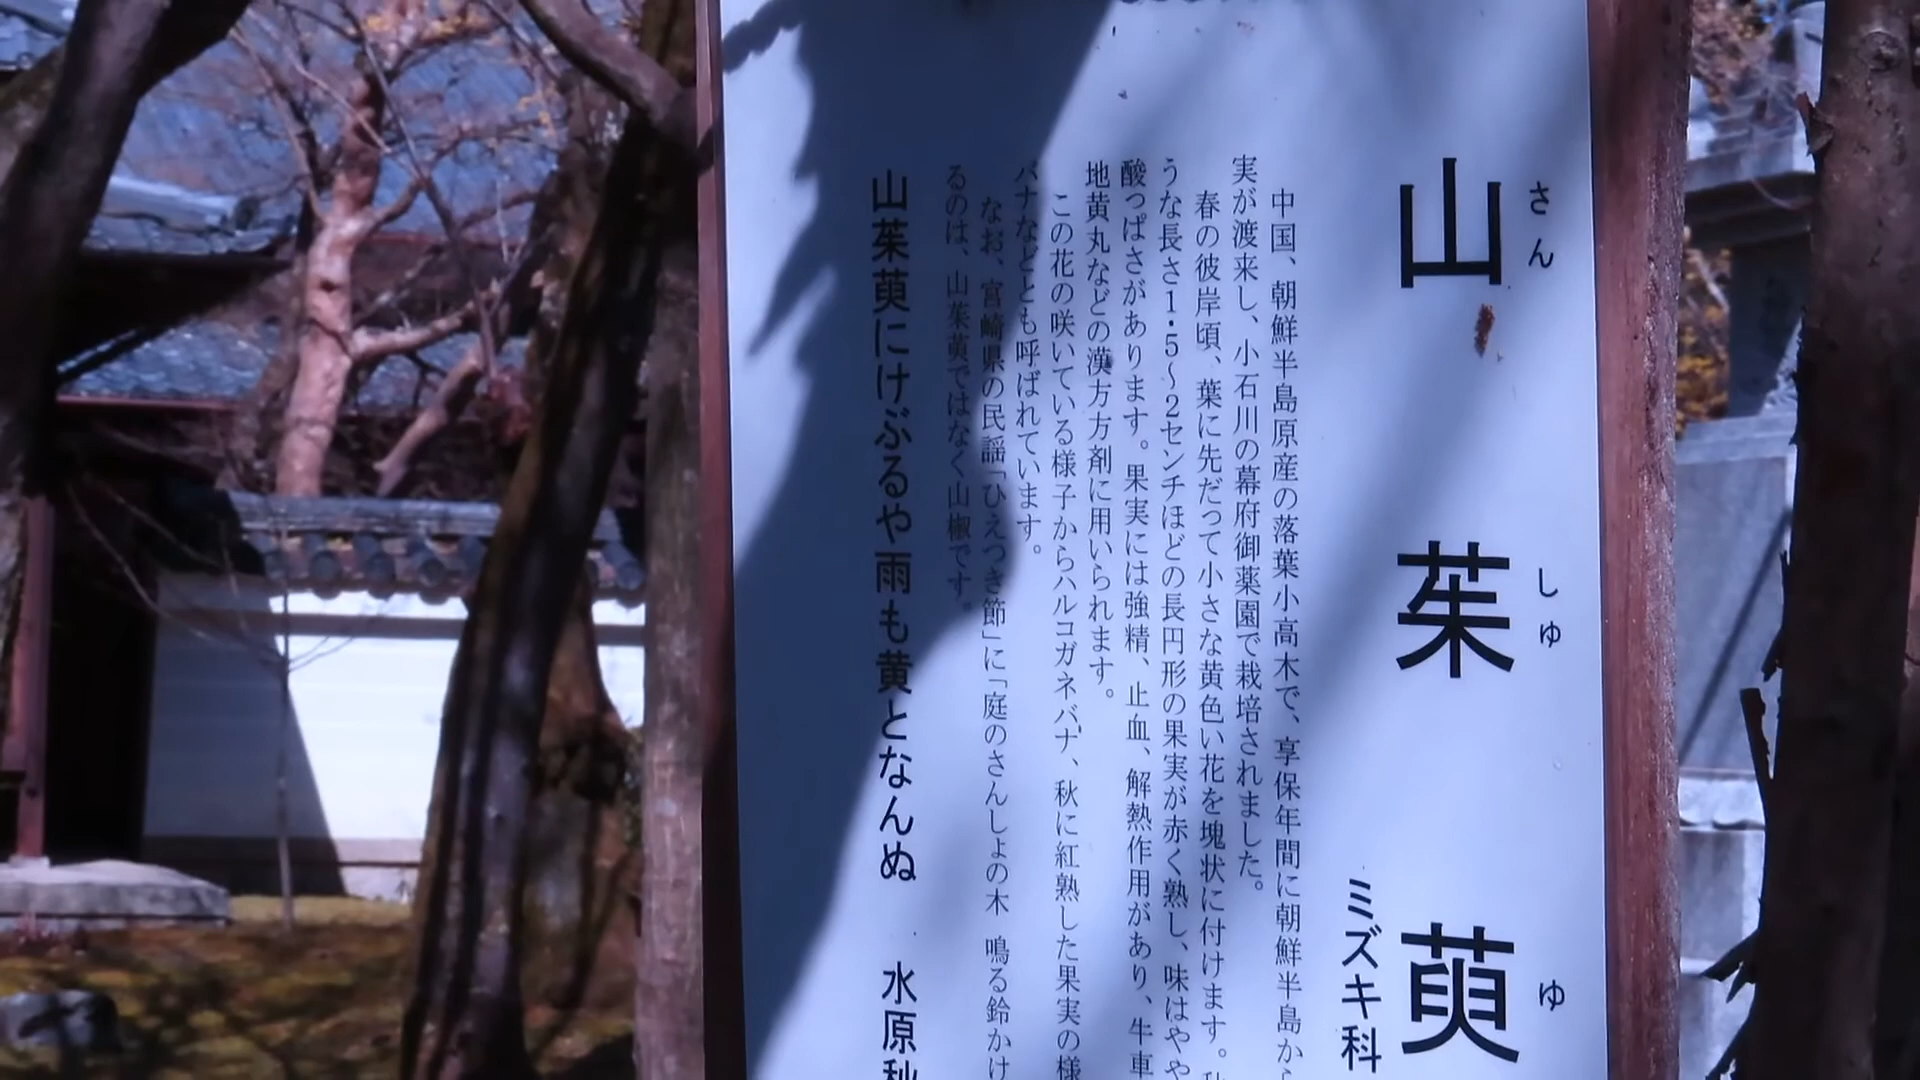 山茱萸
さんしゅゆ
ミズキ科
中国、朝鮮半島原産の落葉小高木で、享保年間に朝鮮半島から
実が渡来し、小石川の幕府御薬園で栽培されました。
春の彼岸頃、葉に先だって小さな黄色い花を塊状に付けます。秋
うな長さ1・5〜2センチほどの長円形の果実が赤く熟し、味はやや
酸っぱさがあります。果実には強精、止血、解熱作用があり、牛車
地黄丸などの漢方方剤に用いられます。
この花の咲いている様子からハルコガネバナ、秋に紅熟した果実の様
バナなどとも呼ばれています。
なお、宮崎県の民謡「ひえつき節」に「庭のさんしょの木 鳴る鈴かけ
るのは、山茱萸ではなく山椒です。
山茱萸にけぶるや雨も黄となんぬ 水原秋